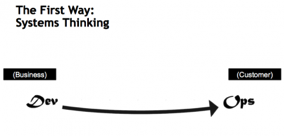 The First Way:
Systems Thinking
(Business)
(Customer)
Dev
Ops